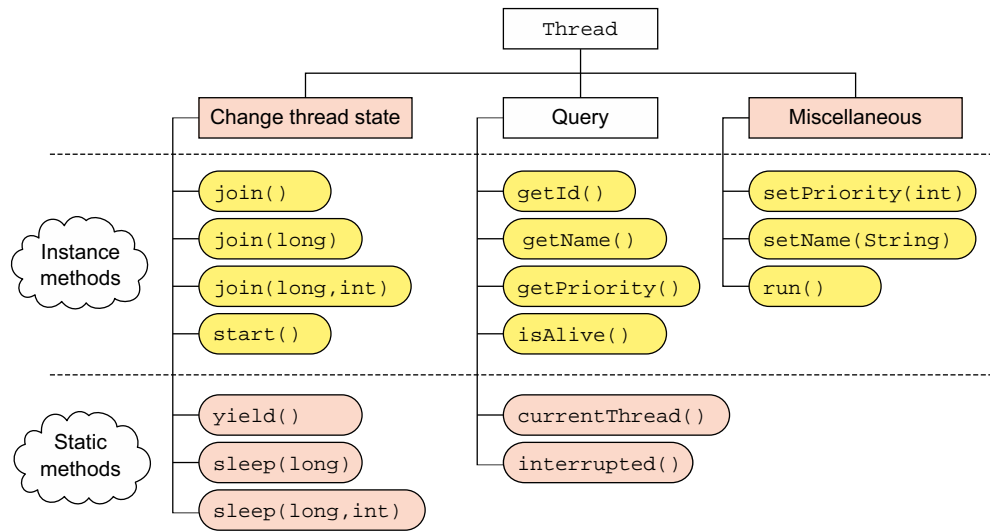 Thread
Change thread state
Query
Miscellaneous
Instance
methods
join()
join(long)
join(long,int)
start()
getId()
getName()
getPriority()
isAlive()
setPriority(int)
setName(String)
run()
Static
methods
yield()
sleep(long)
sleep(long,int)
currentThread()
interrupted()